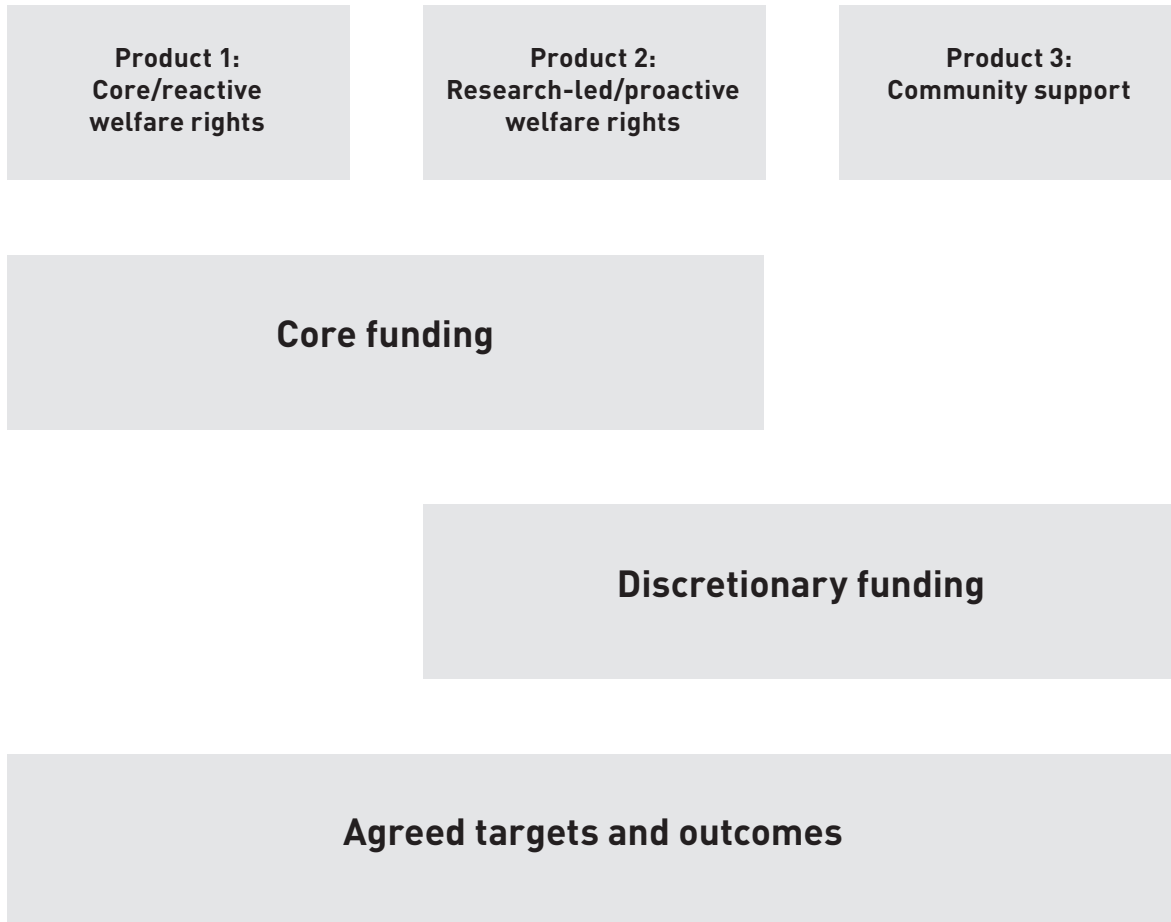 Product 1:
Core/reactive
welfare rights
Product 2:
Research-led/proactive
welfare rights
Product 3:
Community support
Core funding
Discretionary funding
Agreed targets and outcomes